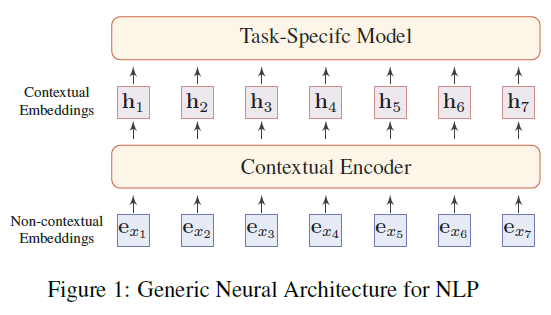 Task-Specifc Model
Contextual
Embeddings
h1 h2 h3 h4 h5 h6 h7
Contextual Encoder
Non-contextual
Embeddings
ex1 ex2 ex3 ex4 ex5 ex6 ex7
Figure 1: Generic Neural Architecture for NLP